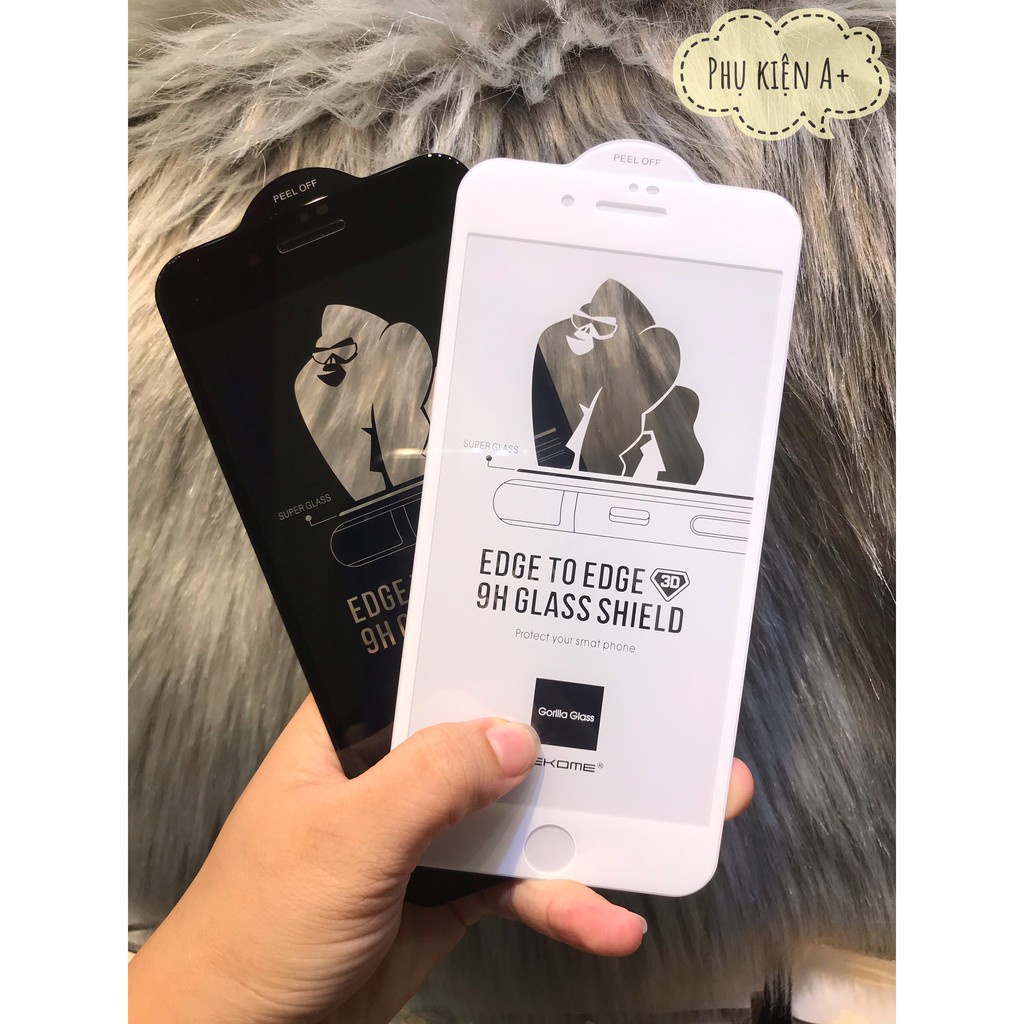 PHỤ KIỆN A+
PEEL OFF
SUPER GLASS
EDGE
9H
PEEL OFF
SUPER GLASS
EDGE TO EDGE 3D
9H GLASS SHIELD
Protect your smat phone
Gorilla Glass
EKOME®